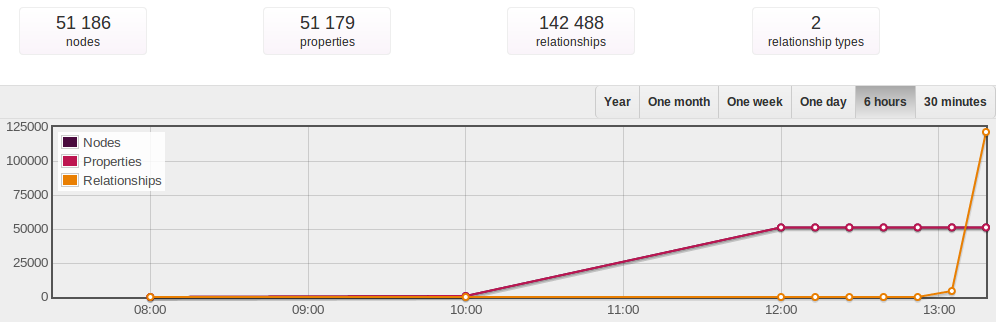 51 186
nodes
51 179
properties
142 488
relationships
2
relationship types
Year One month One week One day 6 hours 30 minutes
125000
100000
75000
50000
25000
0
Nodes
Properties
Relationships
08:00 09:00 10:00 11:00 12:00 13:00